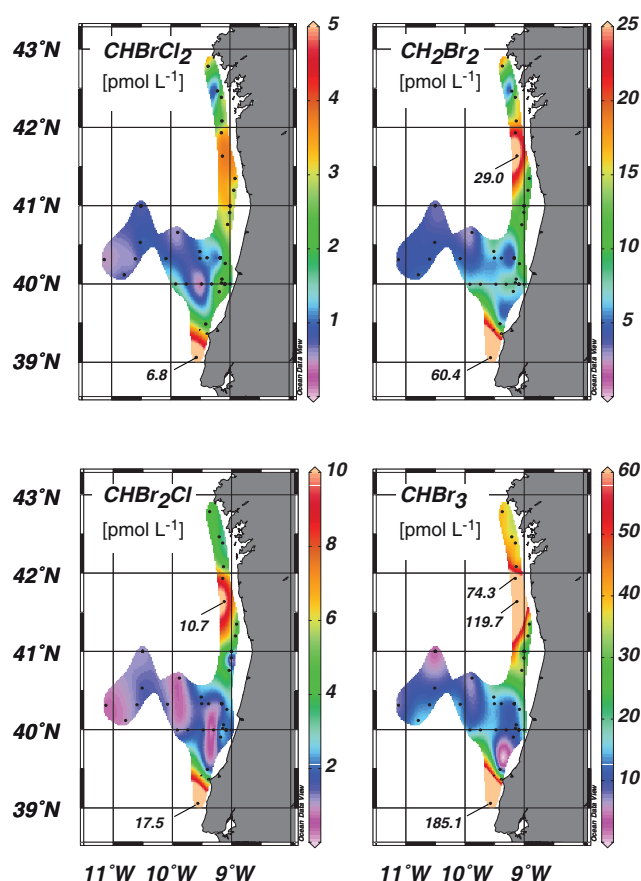 CHBrCl2
[pmol L-1]
43°N
42°N
41°N
40°N
39°N
6.8
5
4
3
2
1
Ocean Data View
CH2Br2
[pmol L-1]
29.0
60.4
25
20
15
10
5
Ocean Data View
CHBr2Cl
[pmol L-1]
43°N
42°N
41°N
40°N
39°N
10.7
17.5
11°W 10°W 9°W
10
8
6
4
2
Ocean Data View
CHBr3
[pmol L-1]
74.3
119.7
185.1
11°W 10°W 9°W
60
50
40
30
20
10
Ocean Data View